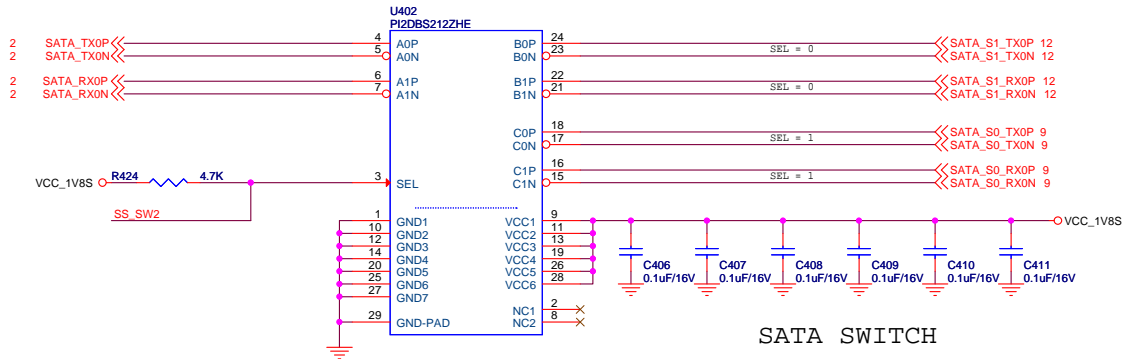 U402
PI2DBS212ZHE
2 SATA_TX0P 4 A0P B0P 24 SATA_S1_TX0P 12
2 SATA_TX0N 5 A0N B0N 23 SEL = 0 SATA_S1_TX0N 12
2 SATA_RX0P 6 A1P B1P 22 SATA_S1_RX0P 12
2 SATA_RX0N 7 A1N B1N 21 SEL = 0 SATA_S1_RX0N 12
C0P 18 SATA_S0_TX0P 9
C0N 17 SEL = 1 SATA_S0_TX0N 9
C1P 16 SATA_S0_RX0P 9
VCC_1V8S R424 4.7K 3 SEL C1N 15 SEL = 1 SATA_S0_RX0N 9
SS_SW2
1 GND1 VCC1 9 VCC_1V8S
10 GND2 VCC2 11
12 GND3 VCC3 13
14 GND4 VCC4 19
20 GND5 VCC5 26
25 GND6 VCC6 28
27 GND7
C406 C407 C408 C409 C410 C411
0.1uF/16V 0.1uF/16V 0.1uF/16V 0.1uF/16V 0.1uF/16V 0.1uF/16V
NC1 2
29 GND-PAD NC2 8
SATA SWITCH